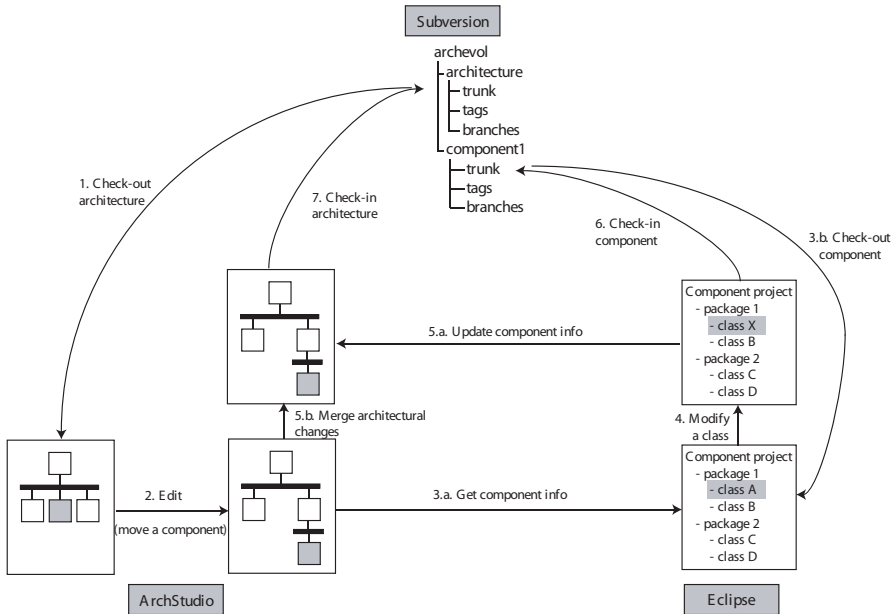 Subversion
archevol
architecture
trunk
tags
branches
component1
trunk
tags
branches
1. Check-out
architecture
7. Check-in
architecture
6. Check-in
component
3.b. Check-out
component
Component project
- package 1
- class X
- class B
- package 2
- class C
- class D
5.a. Update component info
5.b. Merge architectural
changes
4. Modify
a class
Component project
- package 1
- class A
- class B
- package 2
- class C
- class D
2. Edit
(move a component)
3.a. Get component info
ArchStudio
Eclipse